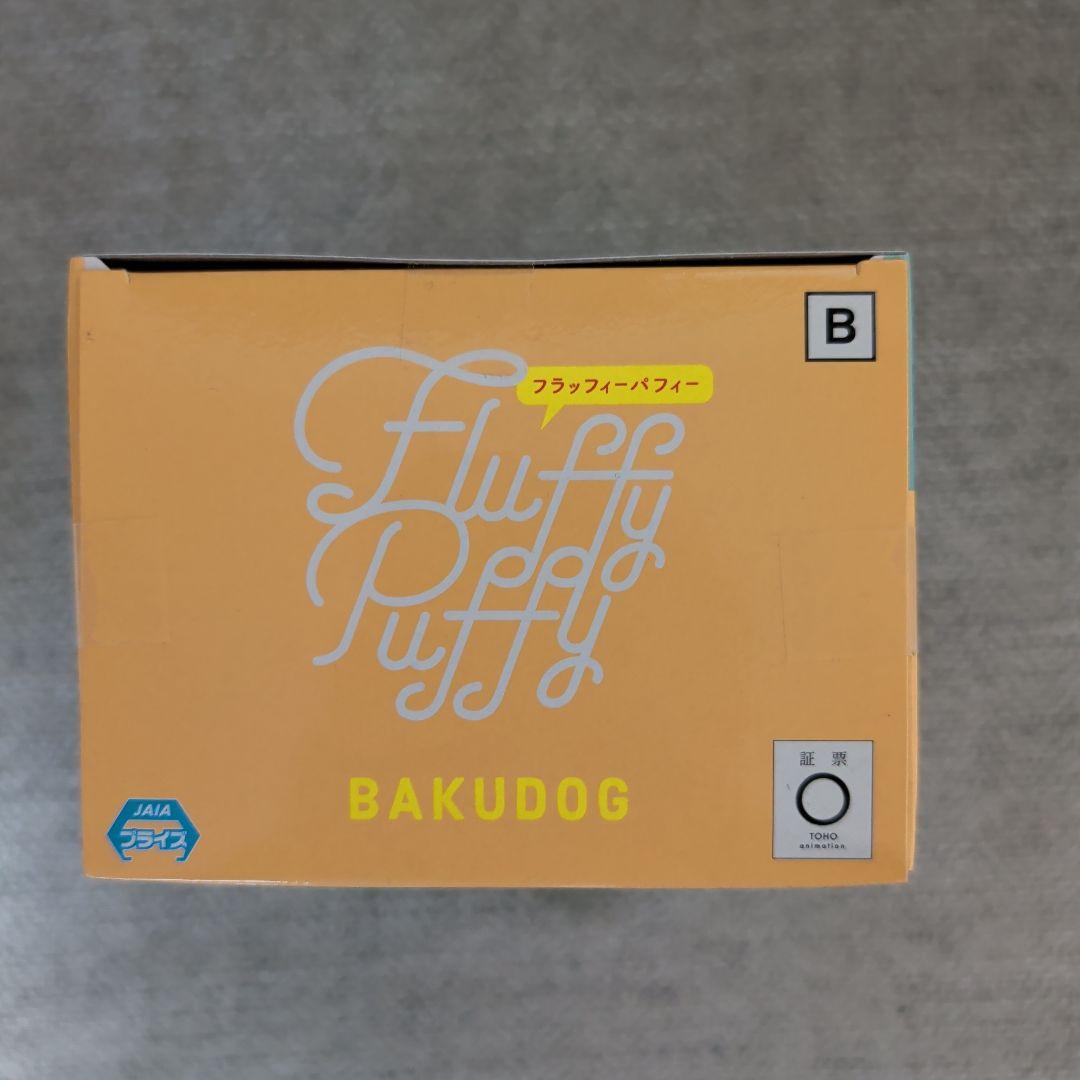 B
フラッフィーパフィー
Fluffy
Puffy
BAKUDOG
JAIA
プライズ
証 票
TOHO
animation